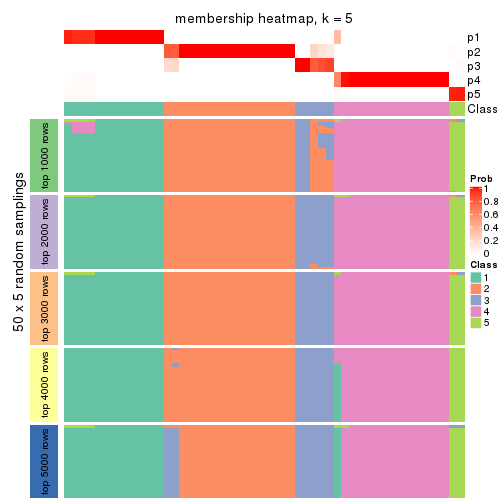 membership heatmap, k = 5
p1
p2
p3
p4
p5
Class
50 x 5 random samplings
top 1000 rows
top 2000 rows
top 3000 rows
top 4000 rows
top 5000 rows
Prob
1
0.8
0.6
0.4
0.2
0
Class
1
2
3
4
5